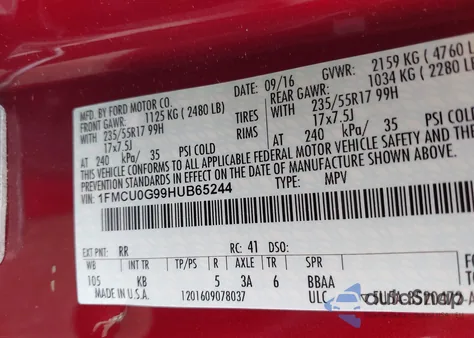 MFD. BY FORD MOTOR CO.
09/16 GVWR: 2159 KG ( 4760
FRONT GAWR: 1125 KG ( 2480 LB)
REAR GAWR: 1034 KG ( 2280 LB)
WITH 235/55R17 99H TIRES WITH 235/55R17 99H
17x7.5J RIMS 17x7.5J
AT 240 kPa/ 35 PSI COLD AT 240 kPa/ 35 PSI COLD
THIS VEHICLE CONFORMS TO ALL APPLICABLE FEDERAL MOTOR VEHICLE SAFETY AND THE
STANDARDS IN EFFECT ON THE DATE OF MANUFACTURE SHOWN ABOVE.
VIN: 1FMCU0G99HUB65244 TYPE: MPV
EXT PNT: RR RC: 41 DSO:
WB INT TR TP/PS R AXLE TR SPR
105 KB 5 3A 6 BBAA
MADE IN U.S.A. 1201609078037 ULC